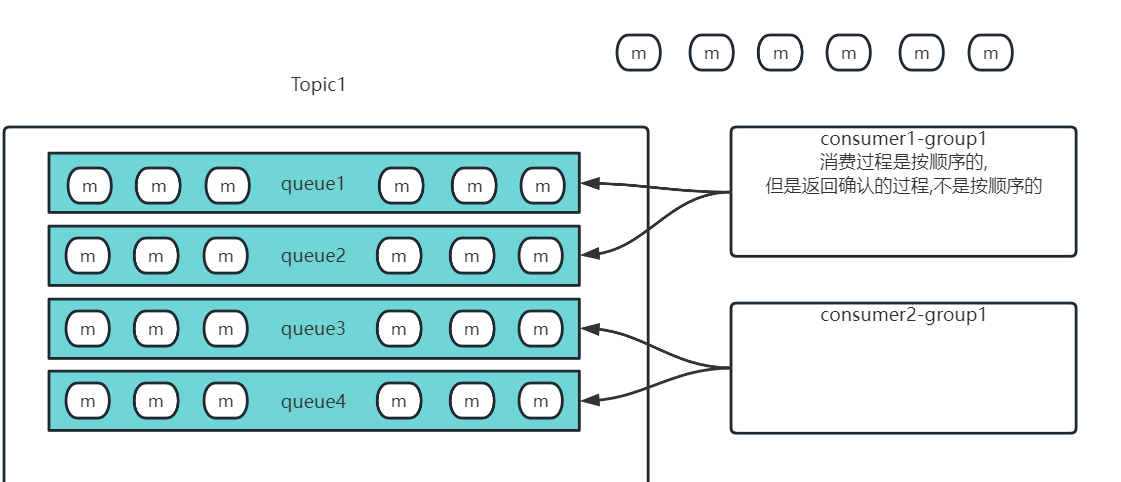 m m m m m m
Topic1
consumer1-group1
消费过程是按顺序的,
但是返回确认的过程,不是按顺序的
m m m queue1 m m m
m m m queue2 m m m
m m m queue3 m m m
consumer2-group1
m m m queue4 m m m